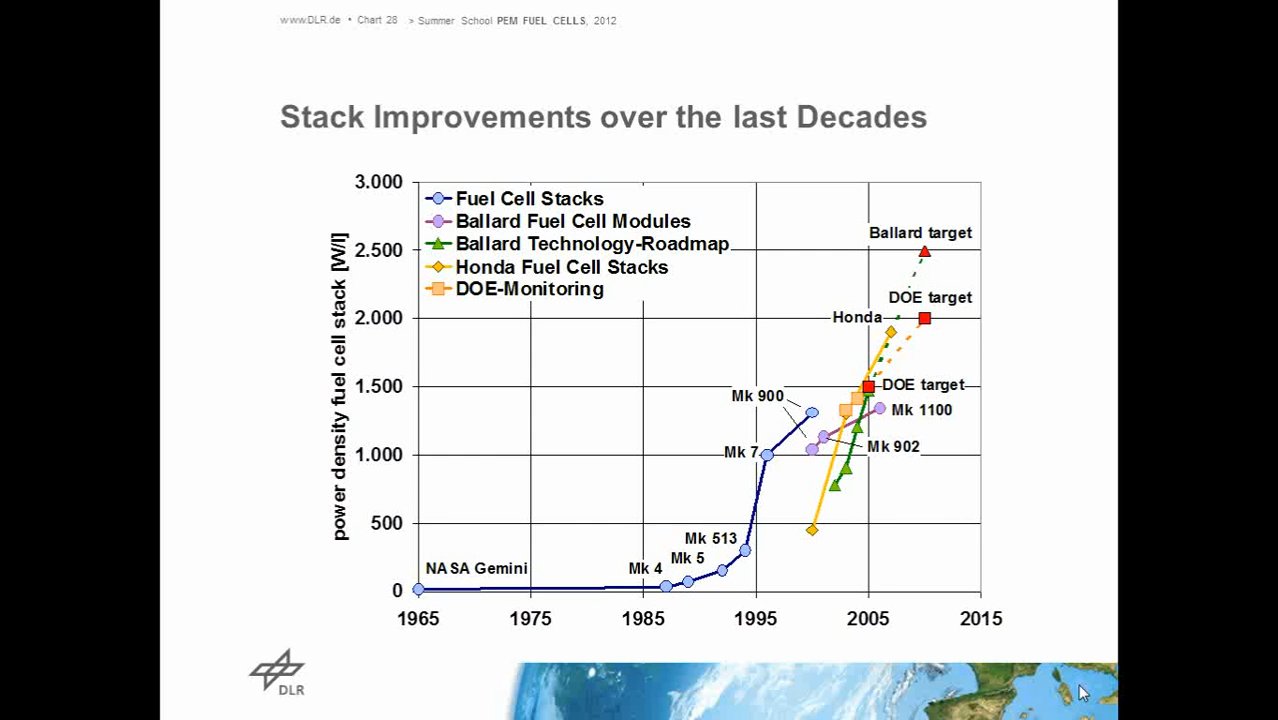 www.DLR.de • Chart 28 > Summer School PEM FUEL CELLS, 2012
Stack Improvements over the last Decades
power density fuel cell stack [W/l]
3.000
2.500
2.000
1.500
1.000
500
0
Fuel Cell Stacks
Ballard Fuel Cell Modules
Ballard Technology-Roadmap
Honda Fuel Cell Stacks
DOE-Monitoring
Ballard target
DOE target
Honda
DOE target
Mk 900
Mk 1100
Mk 7
Mk 902
Mk 513
Mk 5
NASA Gemini
Mk 4
1965 1975 1985 1995 2005 2015
DLR